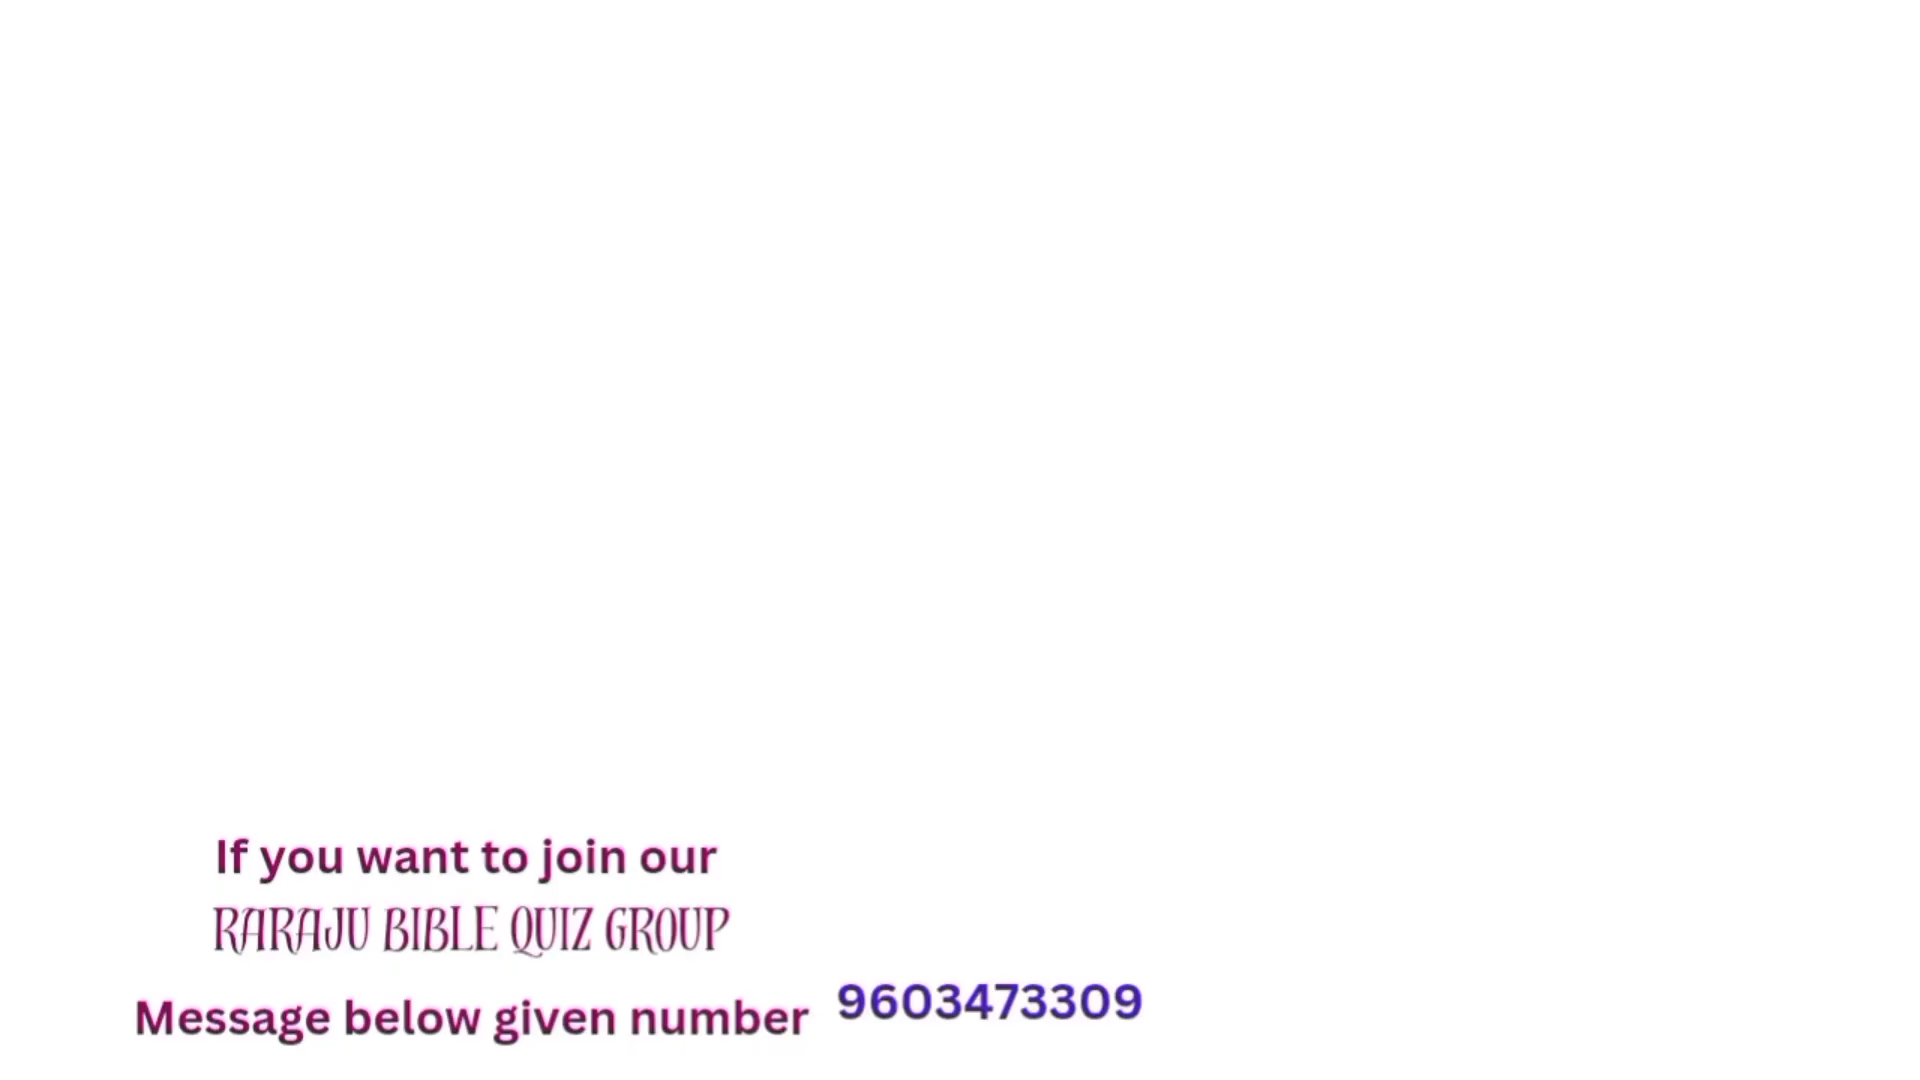 If you want to join our
RARAJU BIBLE QUIZ GROUP
Message below given number 9603473309